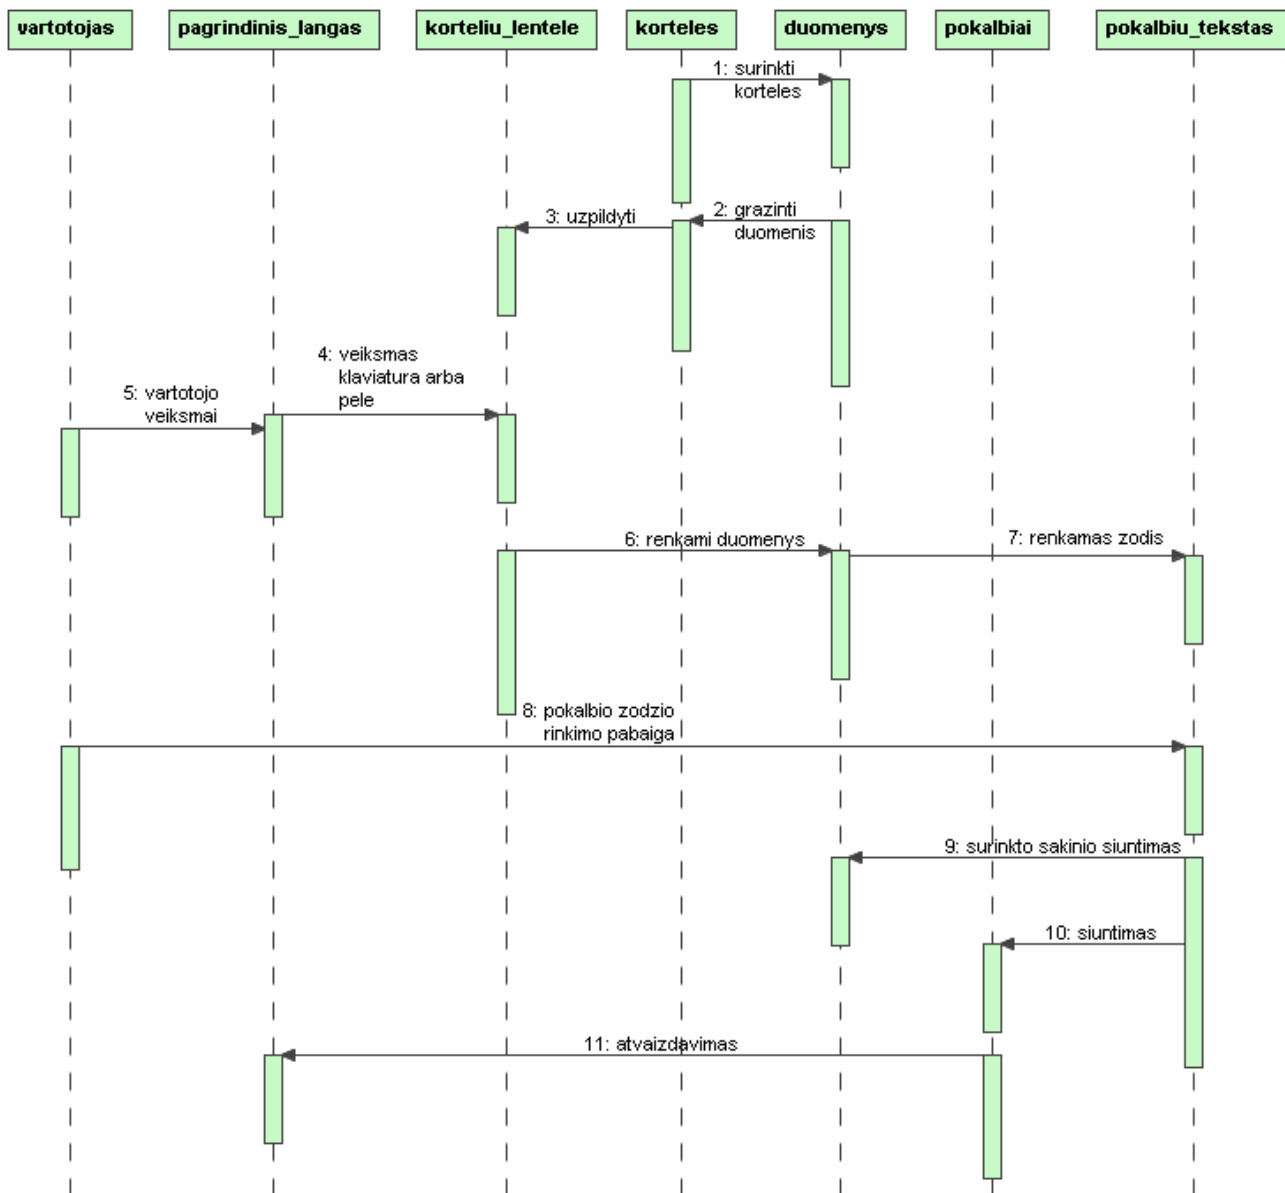 vartotojas
pagrindinis_langas
korteliu_lentele
korteles
duomenys
pokalbiai
pokalbiu_tekstas
1: surinkti
korteles
2: grazinti
duomenis
3: uzpildyti
4: veiksmas
klaviatura arba
pele
5: vartotojo
veiksmai
6: renkami duomenys
7: renkamas zodis
8: pokalbio zodzio
rinkimo pabaiga
9: surinkto sakinio siuntimas
10: siuntimas
11: atvaizdavimas